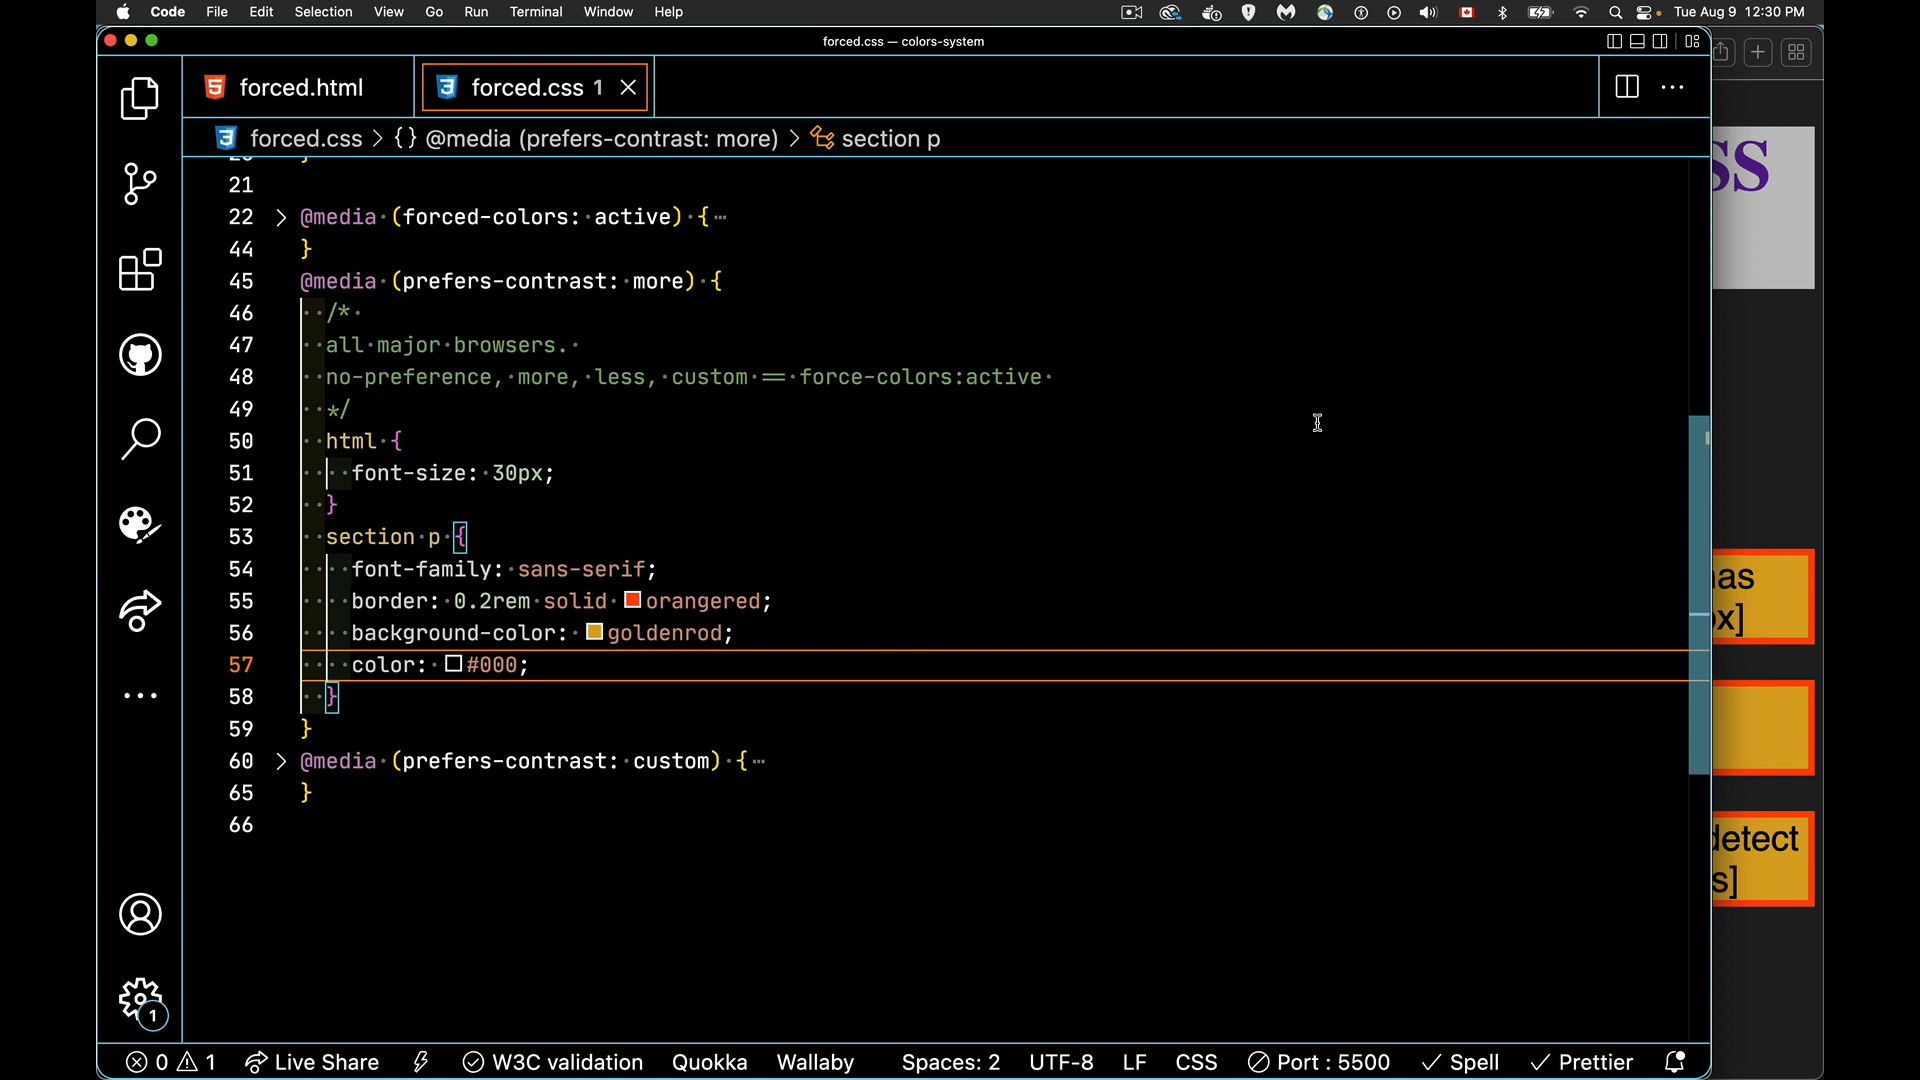 Code File Edit Selection View Go Run Terminal Window Help Tue Aug 9 12:30 PM
forced.css — colors-system
forced.html forced.css 1
forced.css > {} @media (prefers-contrast: more) > section p
21
22 > @media (forced-colors: active) {
44 }
45 @media (prefers-contrast: more) {
46 /*
47 all major browsers.
48 no-preference, more, less, custom == force-colors:active
49 */
50 html {
51 font-size: 30px;
52 }
53 section p {
54 font-family: sans-serif;
55 border: 0.2rem solid orangered;
56 background-color: goldenrod;
57 color: #000;
58 }
59 }
60 > @media (prefers-contrast: custom) {
65 }
66
1
0 1 Live Share W3C validation Quokka Wallaby Spaces: 2 UTF-8 LF CSS Port : 5500 Spell Prettier
x]
detect
s]